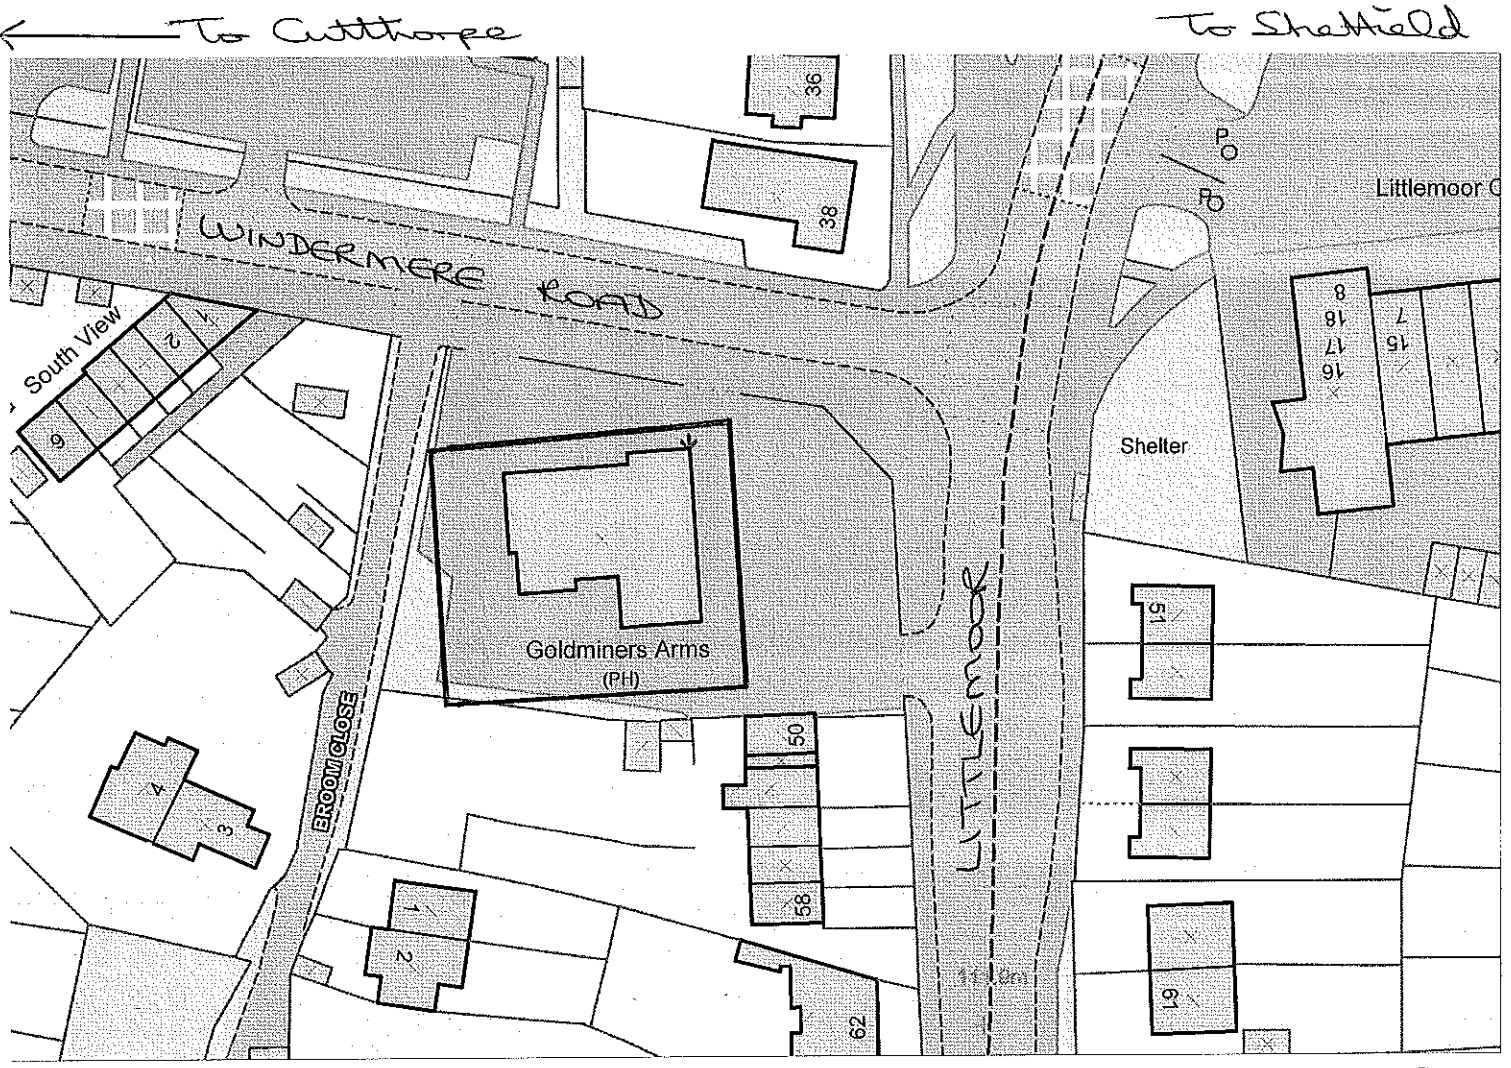 To Cutthorpe
To Sheffield
36
38
PO
PO
Littlemoor C
WINDERMERE ROAD
South View
1
2
6
8
18
17
16
7
15
Shelter
51
Goldminers Arms
(PH)
LITTLEMOOR
BROOM CLOSE
50
58
4
3
1
2
62
61